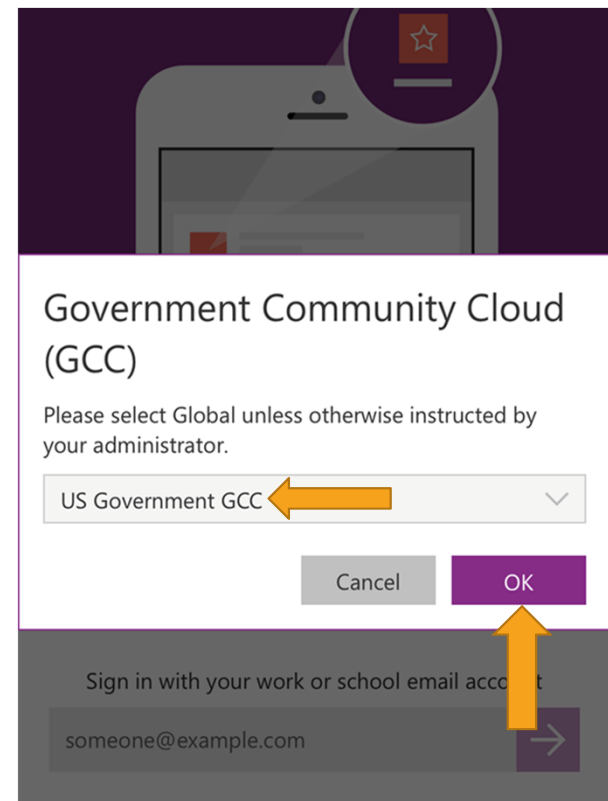 Government Community Cloud
(GCC)
Please select Global unless otherwise instructed by
your administrator.
US Government GCC
Cancel
OK
Sign in with your work or school email account
someone@example.com